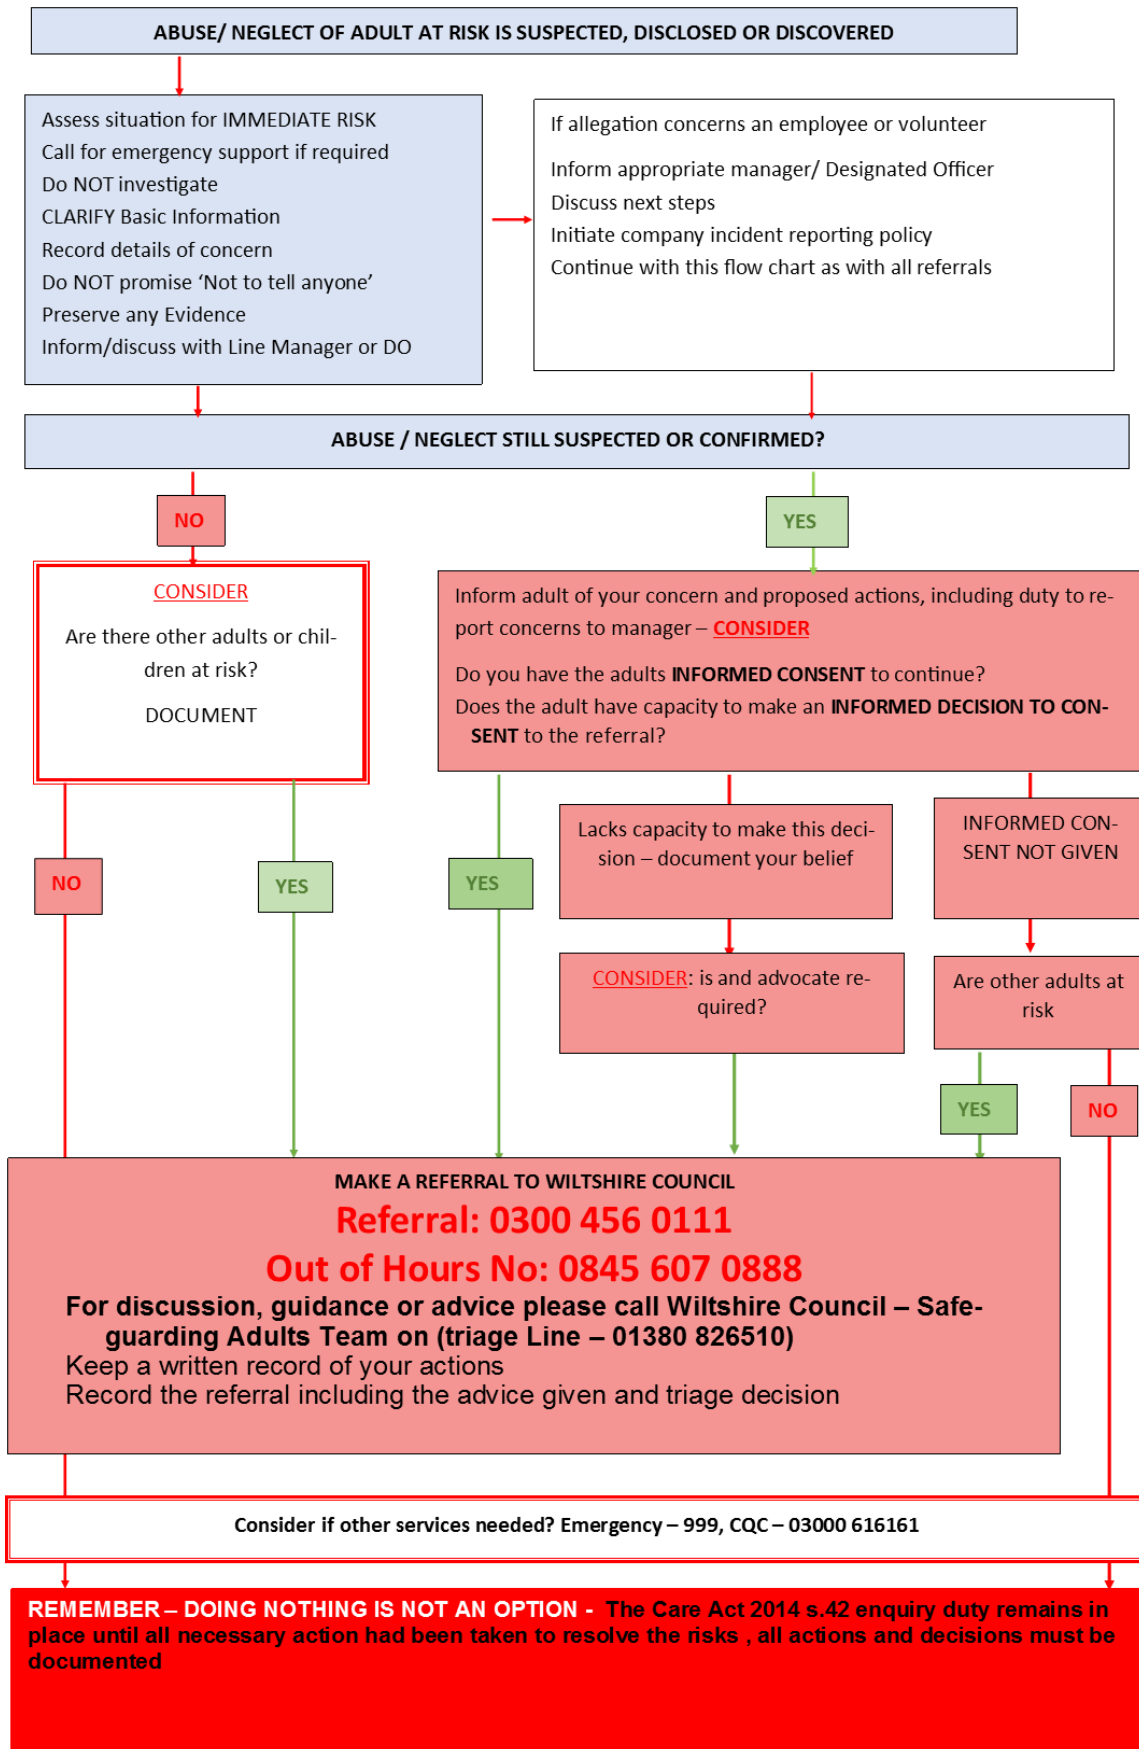 ABUSE/ NEGLECT OF ADULT AT RISK IS SUSPECTED, DISCLOSED OR DISCOVERED
Assess situation for IMMEDIATE RISK
Call for emergency support if required
Do NOT investigate
CLARIFY Basic Information
Record details of concern
Do NOT promise ‘Not to tell anyone’
Preserve any Evidence
Inform/discuss with Line Manager or DO
If allegation concerns an employee or volunteer
Inform appropriate manager/ Designated Officer
Discuss next steps
Initiate company incident reporting policy
Continue with this flow chart as with all referrals
ABUSE / NEGLECT STILL SUSPECTED OR CONFIRMED?
NO
YES
CONSIDER
Are there other adults or chil-
dren at risk?
DOCUMENT
Inform adult of your concern and proposed actions, including duty to re-
port concerns to manager – CONSIDER
Do you have the adults INFORMED CONSENT to continue?
Does the adult have capacity to make an INFORMED DECISION TO CON-
SENT to the referral?
NO
YES
YES
Lacks capacity to make this deci-
sion – document your belief
INFORMED CON-
SENT NOT GIVEN
CONSIDER: is and advocate re-
quired?
Are other adults at
risk
YES
NO
MAKE A REFERRAL TO WILTSHIRE COUNCIL
Referral: 0300 456 0111
Out of Hours No: 0845 607 0888
For discussion, guidance or advice please call Wiltshire Council – Safe-
guarding Adults Team on (triage Line – 01380 826510)
Keep a written record of your actions
Record the referral including the advice given and triage decision
Consider if other services needed? Emergency – 999, CQC – 03000 616161
REMEMBER – DOING NOTHING IS NOT AN OPTION - The Care Act 2014 s.42 enquiry duty remains in
place until all necessary action had been taken to resolve the risks , all actions and decisions must be
documented